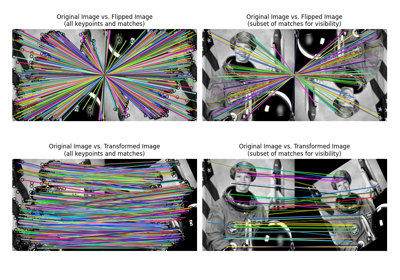 Original Image vs. Flipped Image
(all keypoints and matches)
Original Image vs. Flipped Image
(subset of matches for visibility)
Original Image vs. Transformed Image
(all keypoints and matches)
Original Image vs. Transformed Image
(subset of matches for visibility)